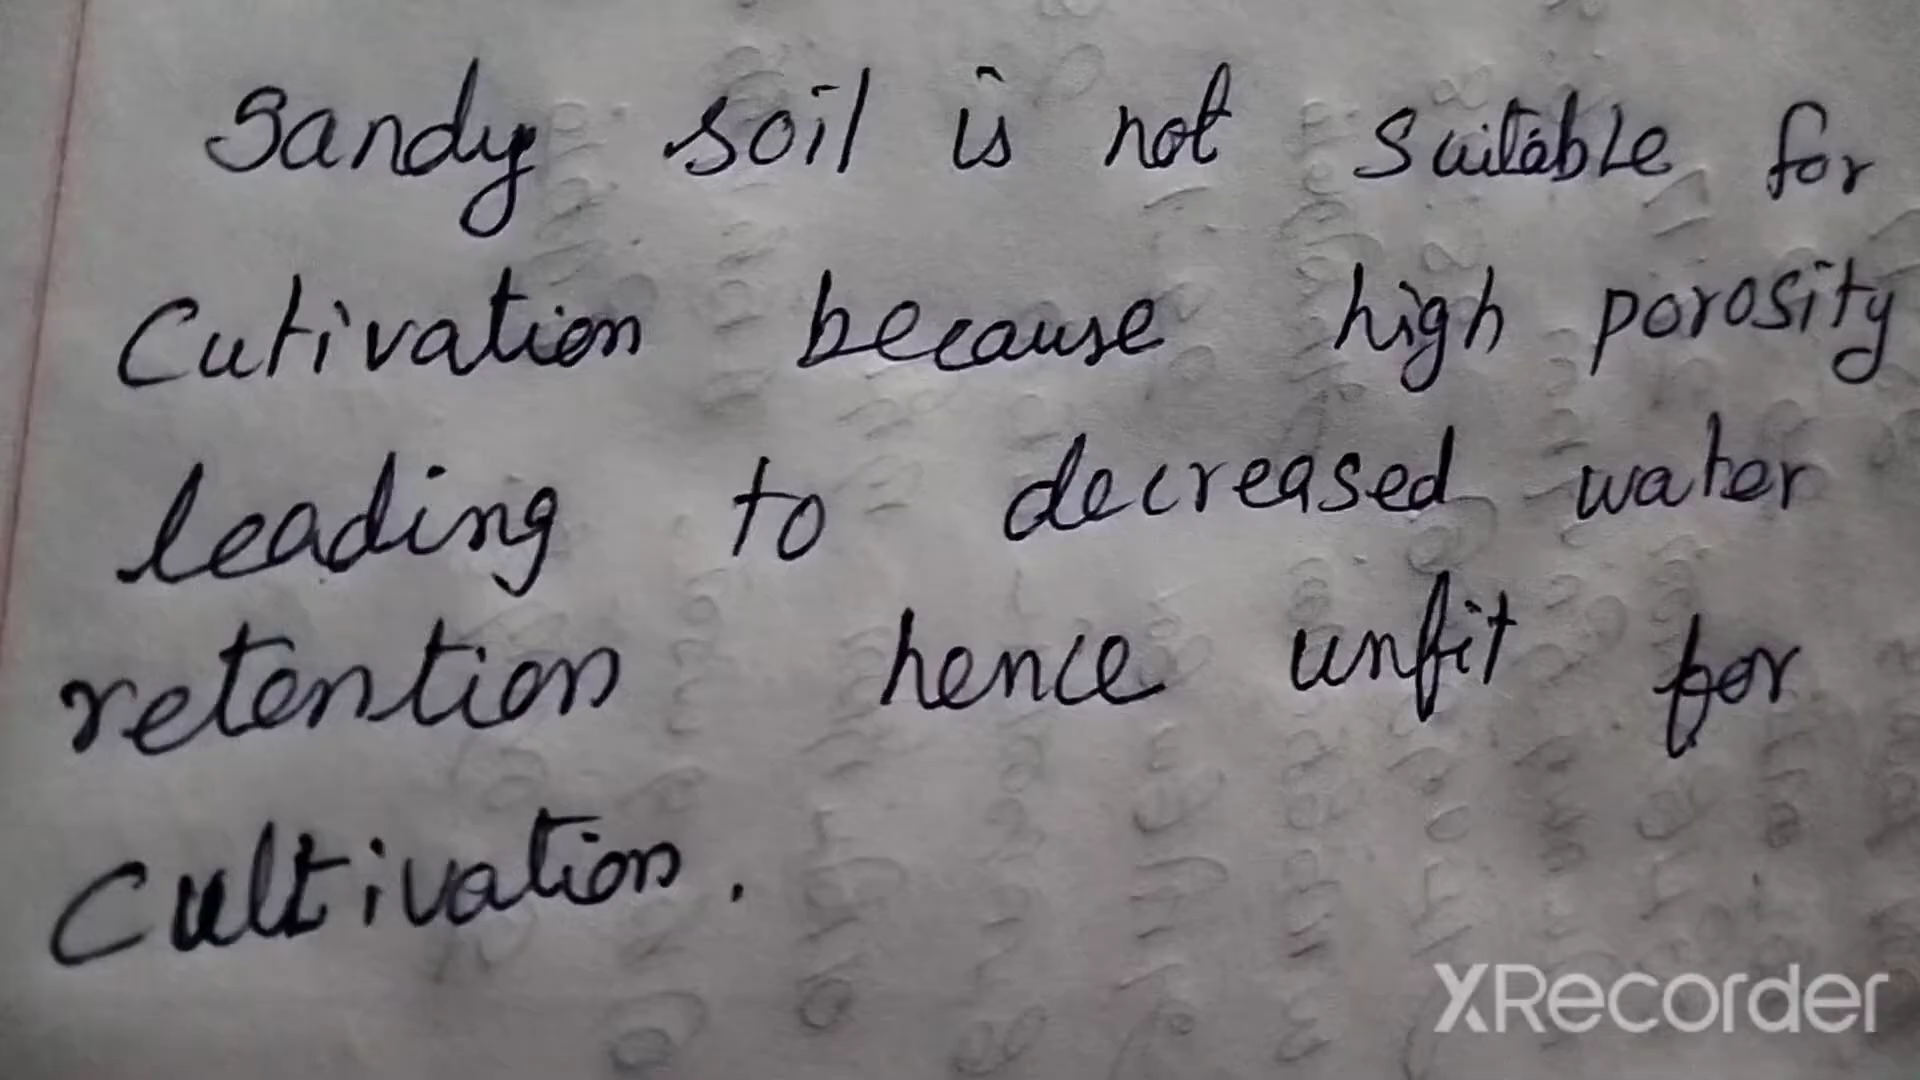 Sandy soil is not suitable for
Cutivation because high porosity
leading to decreased water
retention hence unfit for
Cultivation.
XRecorder